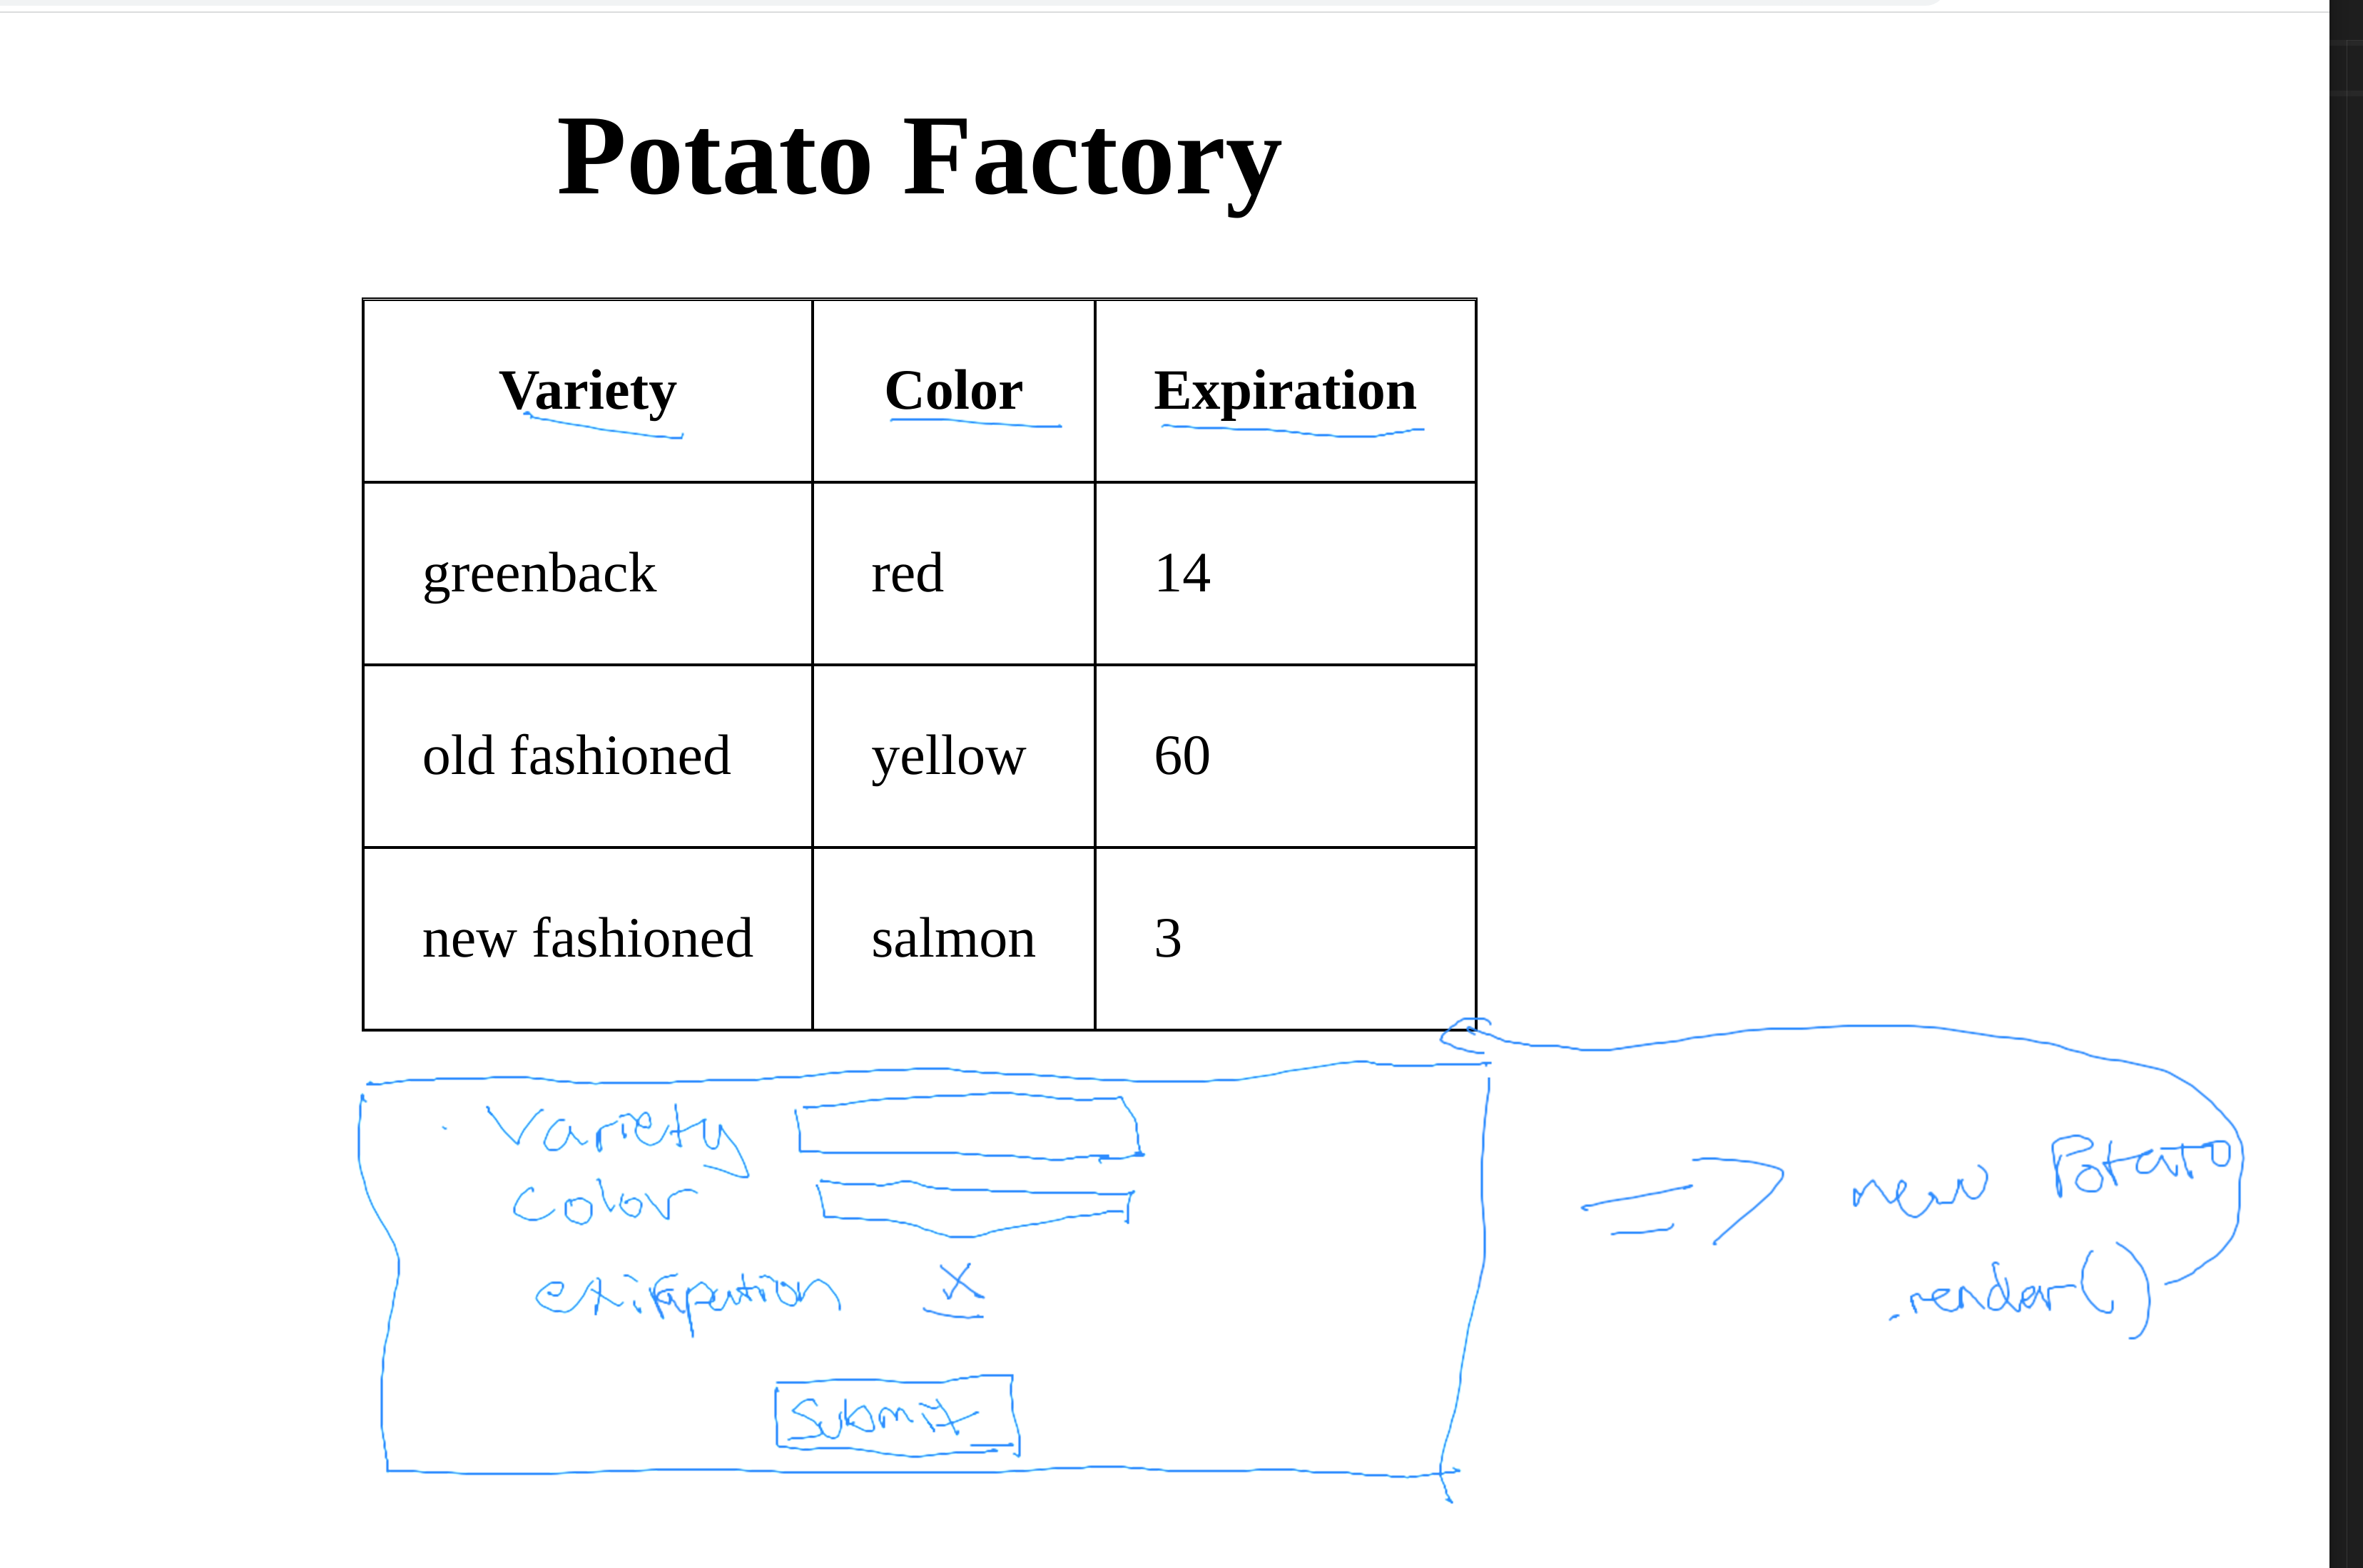 Potato Factory
Variety Color Expiration
greenback red 14
old fashioned yellow 60
new fashioned salmon 3
Variety
color
new Potato
.render()
Submit